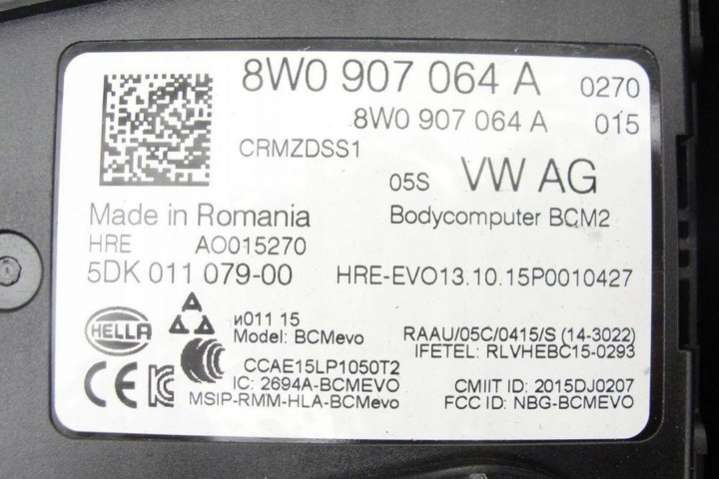 8W0 907 064 A 0270
8W0 907 064 A 015
CRMZDSS1
05S VW AG
Made in Romania Bodycomputer BCM2
HRE AO015270
5DK 011 079-00 HRE-EVO13.10.15P0010427
HELLA
и011 15
Model: BCMevo RAAU/05C/0415/S (14-3022)
IFETEL: RLVHEBC15-0293
CCAE15LP1050T2
IC: 2694A-BCMEVO CMIIT ID: 2015DJ0207
MSIP-RMM-HLA-BCMevo FCC ID: NBG-BCMEVO
CE